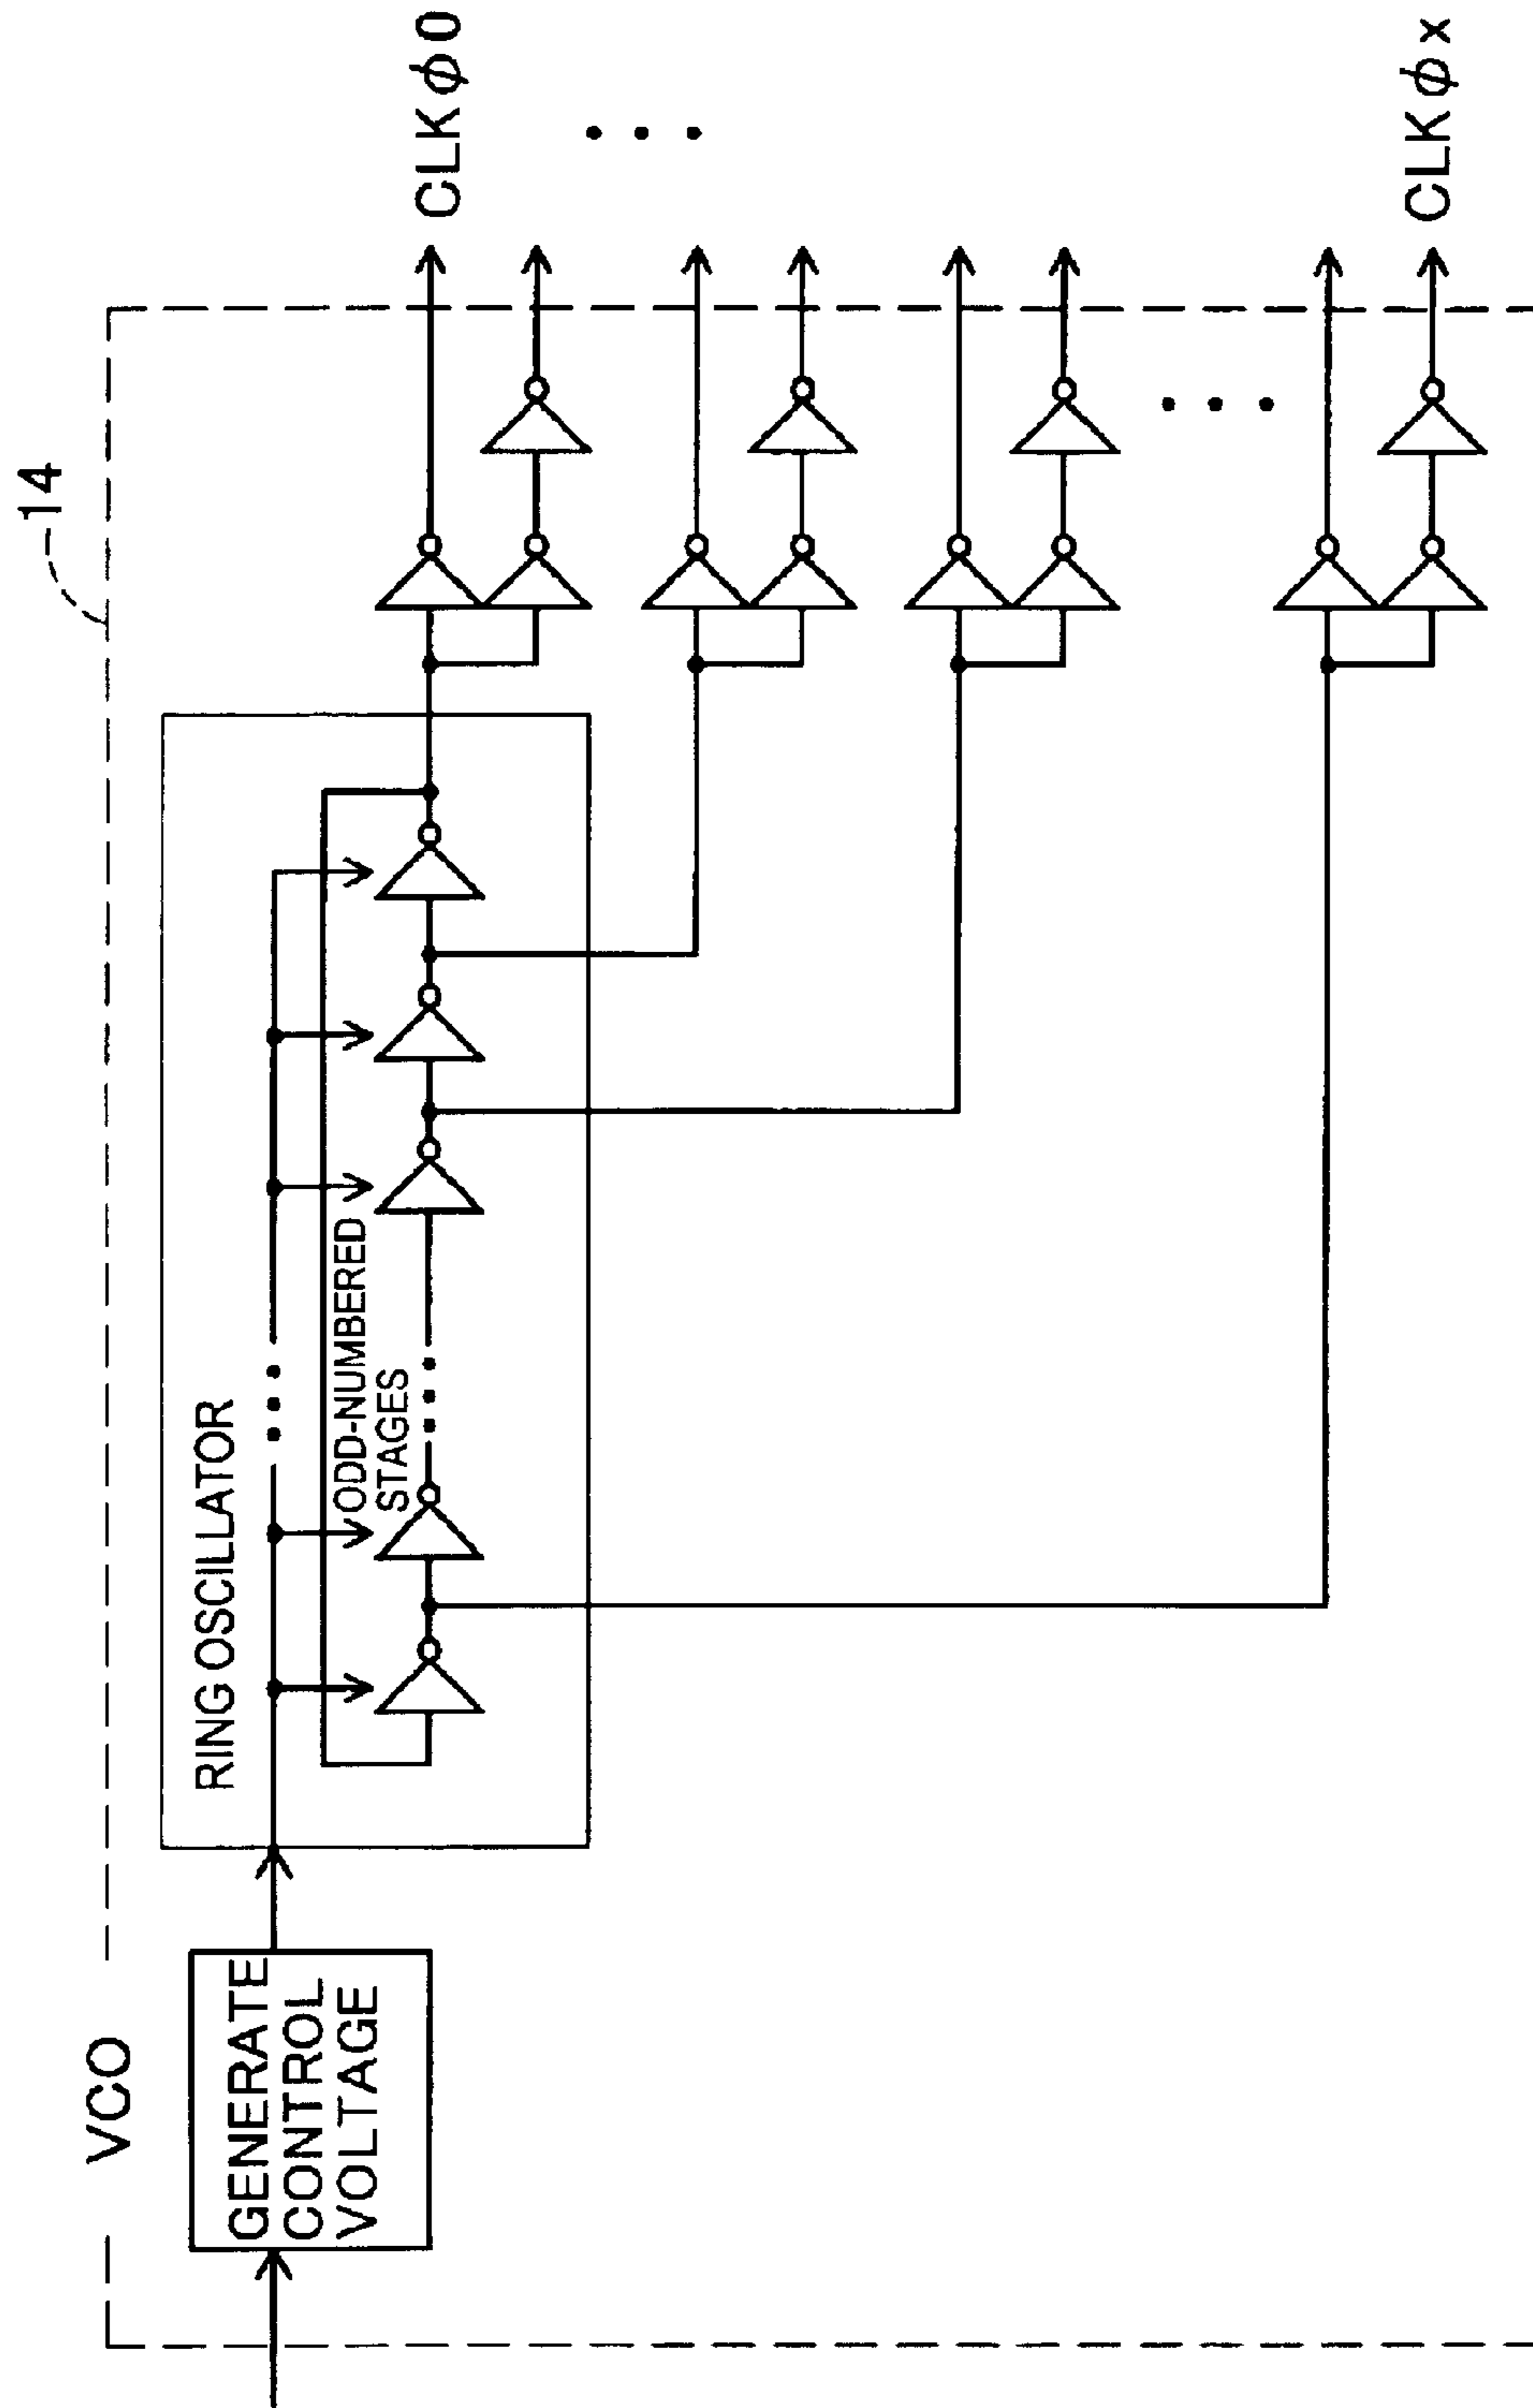 VCO
14
GENERATE
CONTROL
VOLTAGE
RING OSCILLATOR
ODD-NUMBERED
STAGES
CLKϕ0
CLKϕx